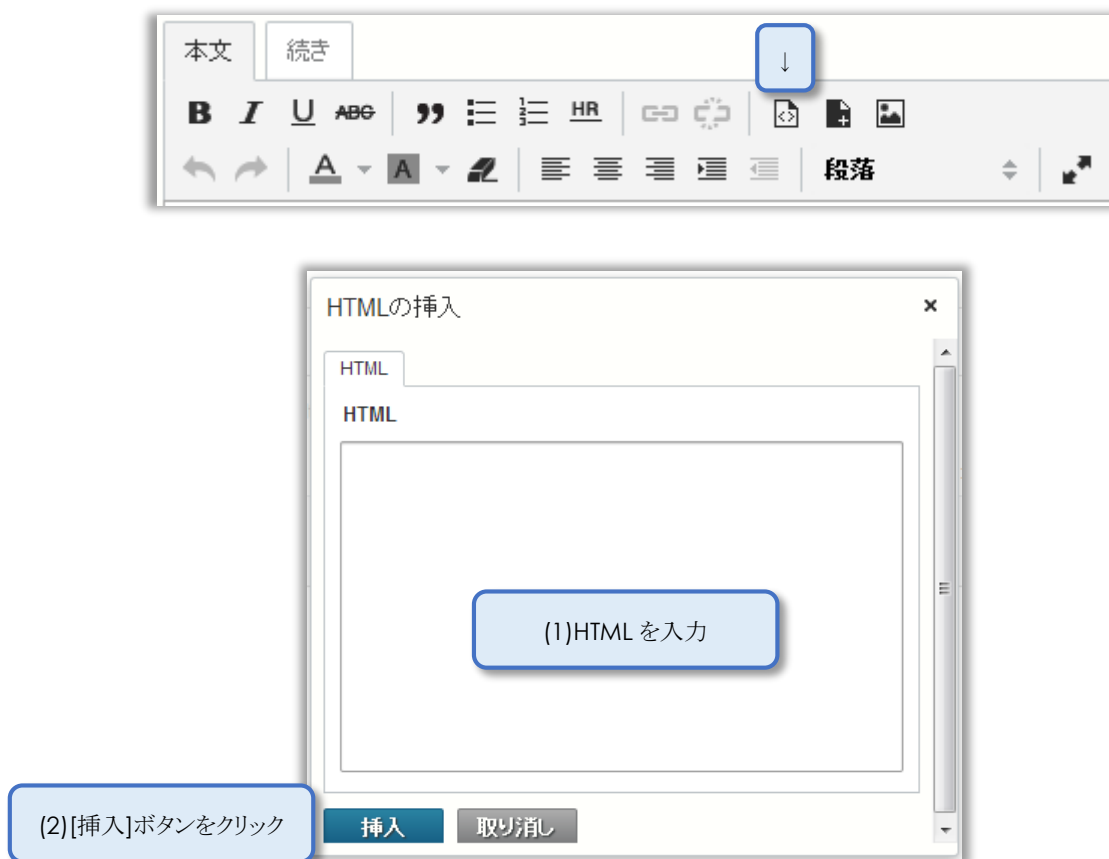 本文 続き
↓
B I U ABC HR
A A 段落
HTMLの挿入 ×
HTML
HTML
(1)HTML を入力
(2)[挿入]ボタンをクリック 挿入 取り消し